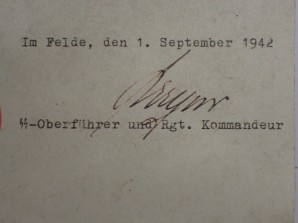 Im Felde, den 1. September 1942
ᛋᛋ-Oberführer und Rgt. Kommandeur